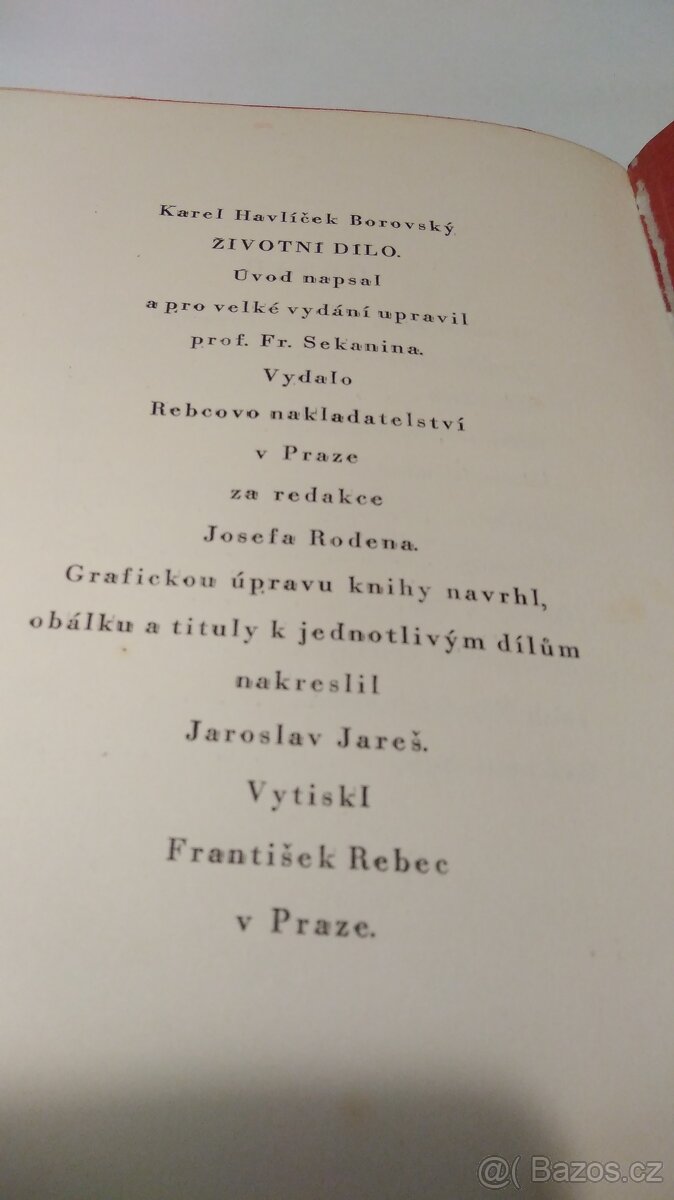 Karel Havlíček Borovský
ŽIVOTNÍ DÍLO.
Úvod napsal
a pro velké vydání upravil
prof. Fr. Sekanina.
Vydalo
Rebcovo nakladatelství
v Praze
za redakce
Josefa Rodena.
Grafickou úpravu knihy navrhl,
obálku a tituly k jednotlivým dílům
nakreslil
Jaroslav Jareš.
Vytiskl
František Rebec
v Praze.
@( Bazos.cz